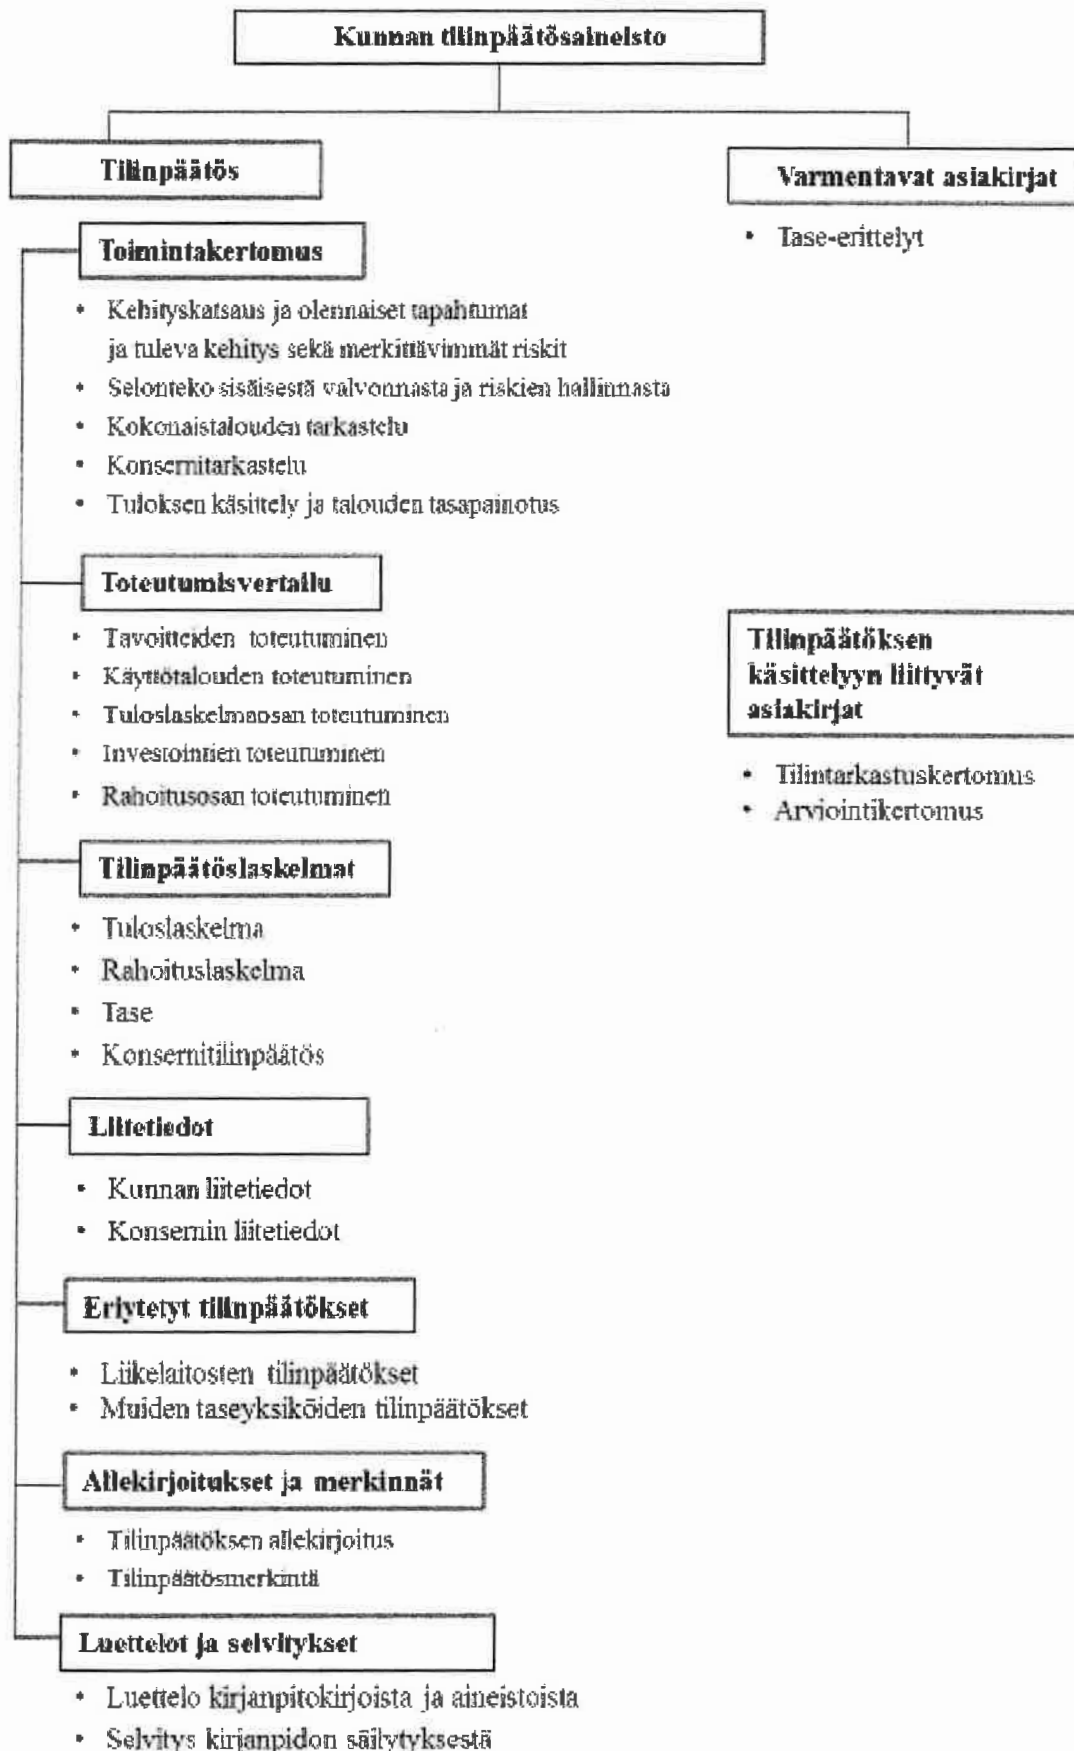 Kunnan tilinpäätösaineisto
Tilinpäätös
Varmentavat asiakirjat
• Tase-erittelyt
Toimintakertomus
• Kehityskatsaus ja olennaiset tapahtumat
ja tuleva kehitys sekä merkittävimmät riskit
• Selonteko sisäisestä valvonnasta ja riskien hallinnasta
• Kokonaistalouden tarkastelu
• Konsernitarkastelu
• Tuloksen käsittely ja talouden tasapainotus
Toteutumisvertailu
• Tavoitteiden toteutuminen
• Käyttötalouden toteutuminen
• Tuloslaskelmaosan toteutuminen
• Investointien toteutuminen
• Rahoitusosan toteutuminen
Tilinpäätöksen
käsittelyyn liittyvät
asiakirjat
• Tilintarkastuskertomus
• Arviointikertomus
Tilinpäätöslaskelmat
• Tuloslaskelma
• Rahoituslaskelma
• Tase
• Konsernitilinpäätös
Liitetiedot
• Kunnan liitetiedot
• Konsernin liitetiedot
Eriytetyt tilinpäätökset
• Liikelaitosten tilinpäätökset
• Muiden taseyksiköiden tilinpäätökset
Allekirjoitukset ja merkinnät
• Tilinpäätöksen allekirjoitus
• Tilinpäätösmerkintä
Luettelot ja selvitykset
• Luettelo kirjanpitokirjoista ja aineistoista
• Selvitys kirjanpidon säilytyksestä